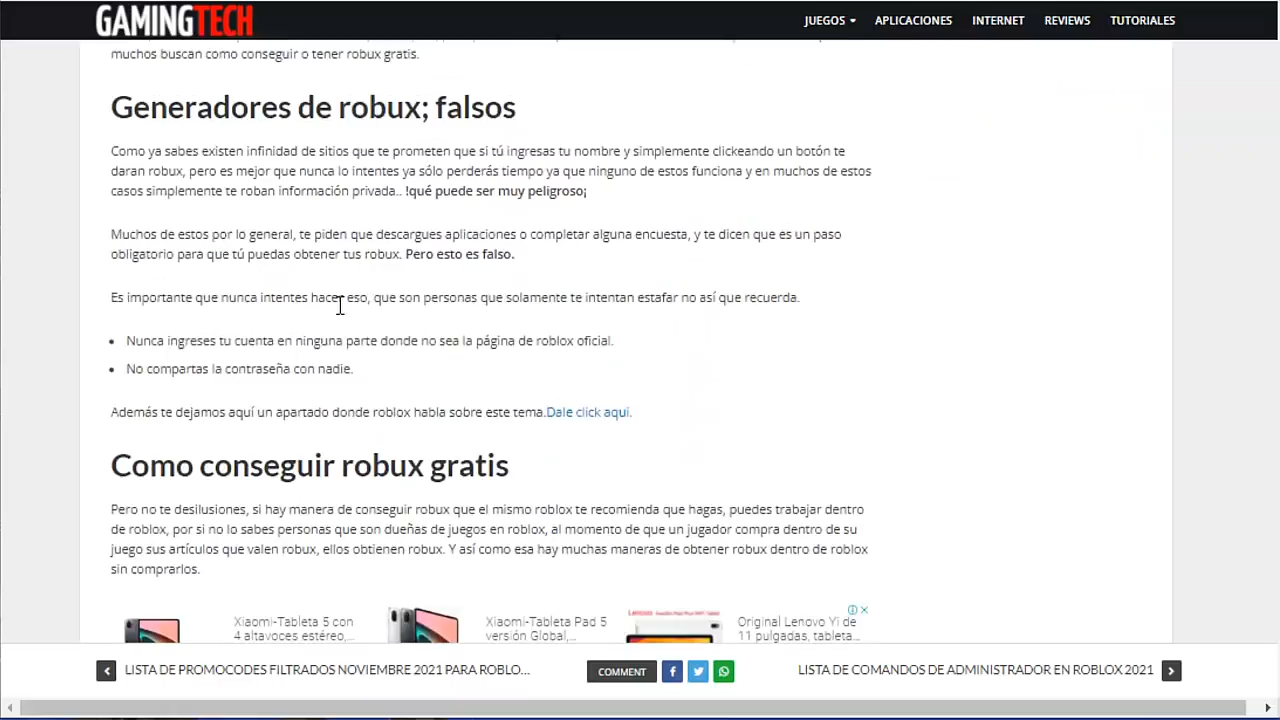 GAMINGTECH
JUEGOS
APLICACIONES
INTERNET
REVIEWS
TUTORIALES
muchos buscan como conseguir o tener robux gratis.
Generadores de robux; falsos
Como ya sabes existen infinidad de sitios que te prometen que si tú ingresas tu nombre y simplemente clickeando un botón te
daran robux, pero es mejor que nunca lo intentes ya sólo perderás tiempo ya que ninguno de estos funciona y en muchos de estos
casos simplemente te roban información privada.. !qué puede ser muy peligroso¡
Muchos de estos por lo general, te piden que descargues aplicaciones o completar alguna encuesta, y te dicen que es un paso
obligatorio para que tú puedas obtener tus robux. Pero esto es falso.
Es importante que nunca intentes hacer eso, que son personas que solamente te intentan estafar no así que recuerda.
• Nunca ingreses tu cuenta en ninguna parte donde no sea la página de roblox oficial.
• No compartas la contraseña con nadie.
Además te dejamos aquí un apartado donde roblox habla sobre este tema.Dale click aquí.
Como conseguir robux gratis
Pero no te desilusiones, si hay manera de conseguir robux que el mismo roblox te recomienda que hagas, puedes trabajar dentro
de roblox, por si no lo sabes personas que son dueñas de juegos en roblox, al momento de que un jugador compra dentro de su
juego sus artículos que valen robux, ellos obtienen robux. Y así como esa hay muchas maneras de obtener robux dentro de roblox
sin comprarlos.
Xiaomi-Tableta 5 con
4 altavoces estéreo,...
Xiaomi-Tableta Pad 5
versión Global,...
Original Lenovo Yi de
11 pulgadas, tableta...
LISTA DE PROMOCODES FILTRADOS NOVIEMBRE 2021 PARA ROBLO...
COMMENT
LISTA DE COMANDOS DE ADMINISTRADOR EN ROBLOX 2021